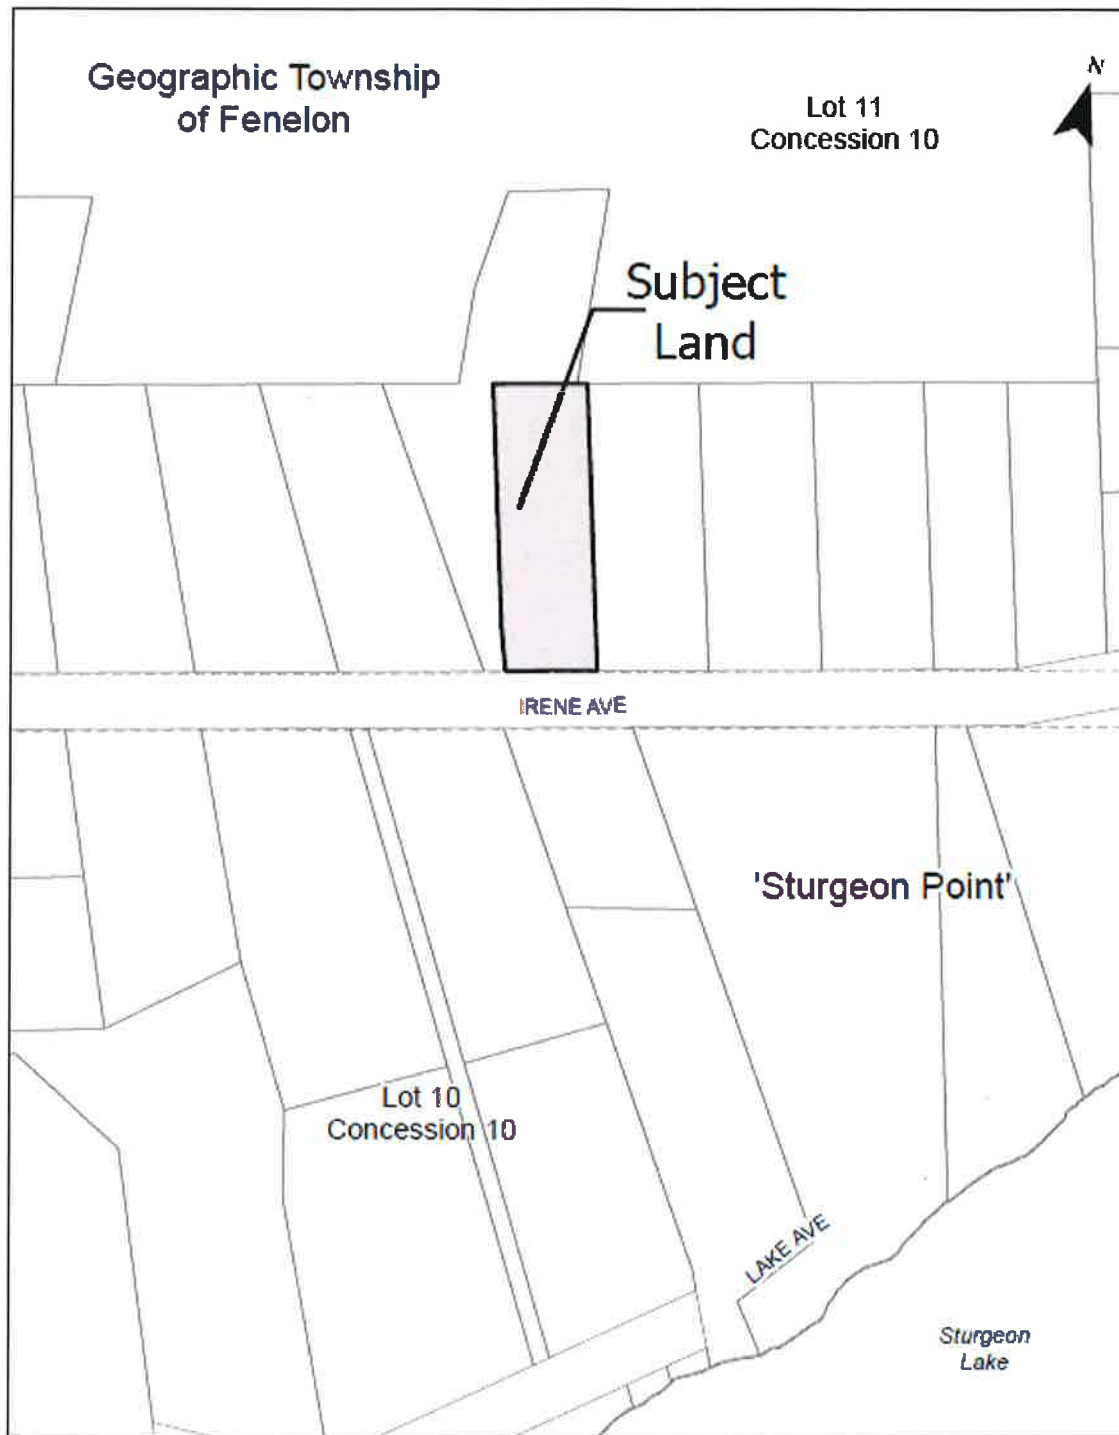 Geographic Township
of Fenelon
N
Lot 11
Concession 10
Subject
Land
IRENE AVE
'Sturgeon Point'
Lot 10
Concession 10
LAKE AVE
Sturgeon
Lake